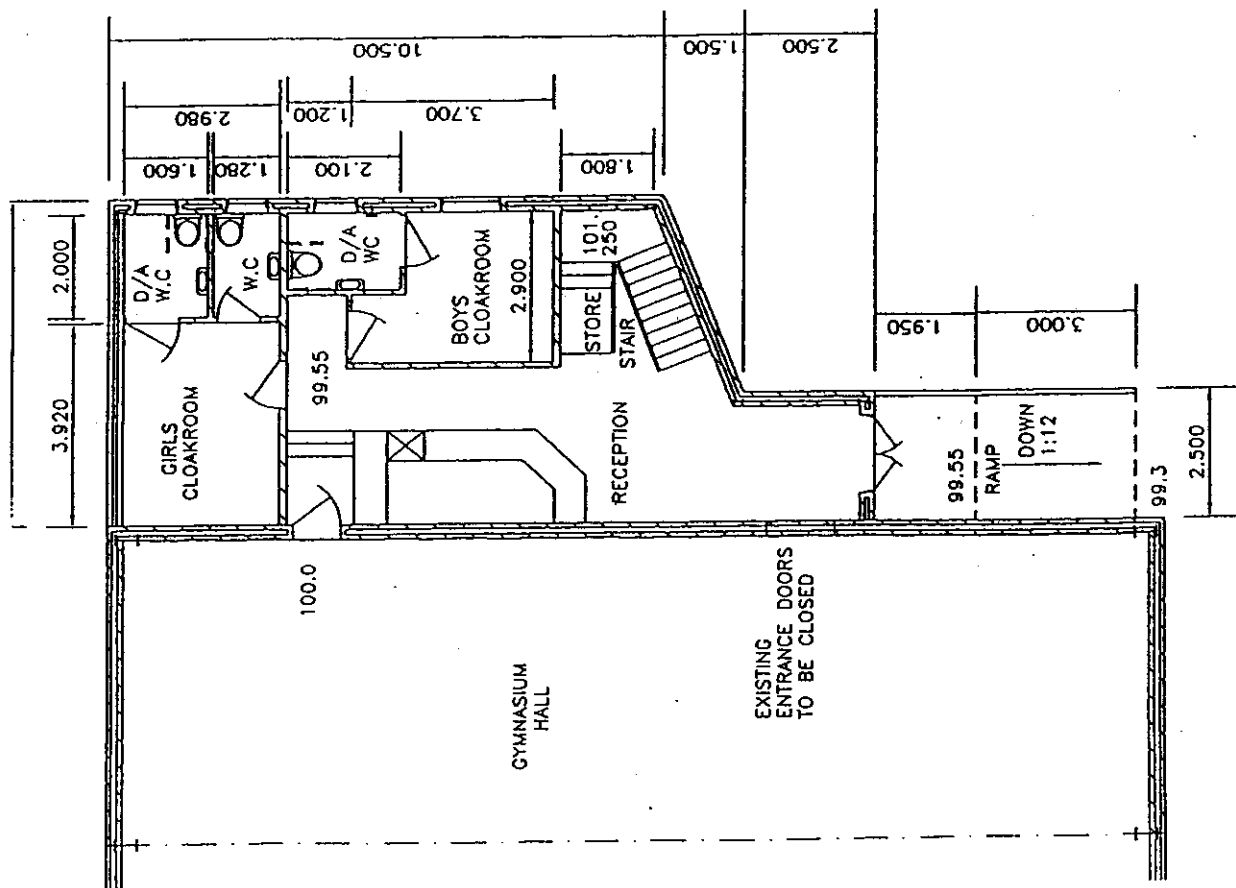 10.500
1.500
2.500
2.980
1.200
3.700
1.600
1.280
2.100
1.800
2.000
3.920
D/A
W.C
W.C
D/A
WC
GIRLS
CLOAKROOM
BOYS
CLOAKROOM
2.900
101.
250
STORE
STAIR
99.55
RECEPTION
1.950
3.000
99.55
RAMP
DOWN
1:12
99.3
2.500
100.0
GYMNASIUM
HALL
EXISTING
ENTRANCE DOORS
TO BE CLOSED